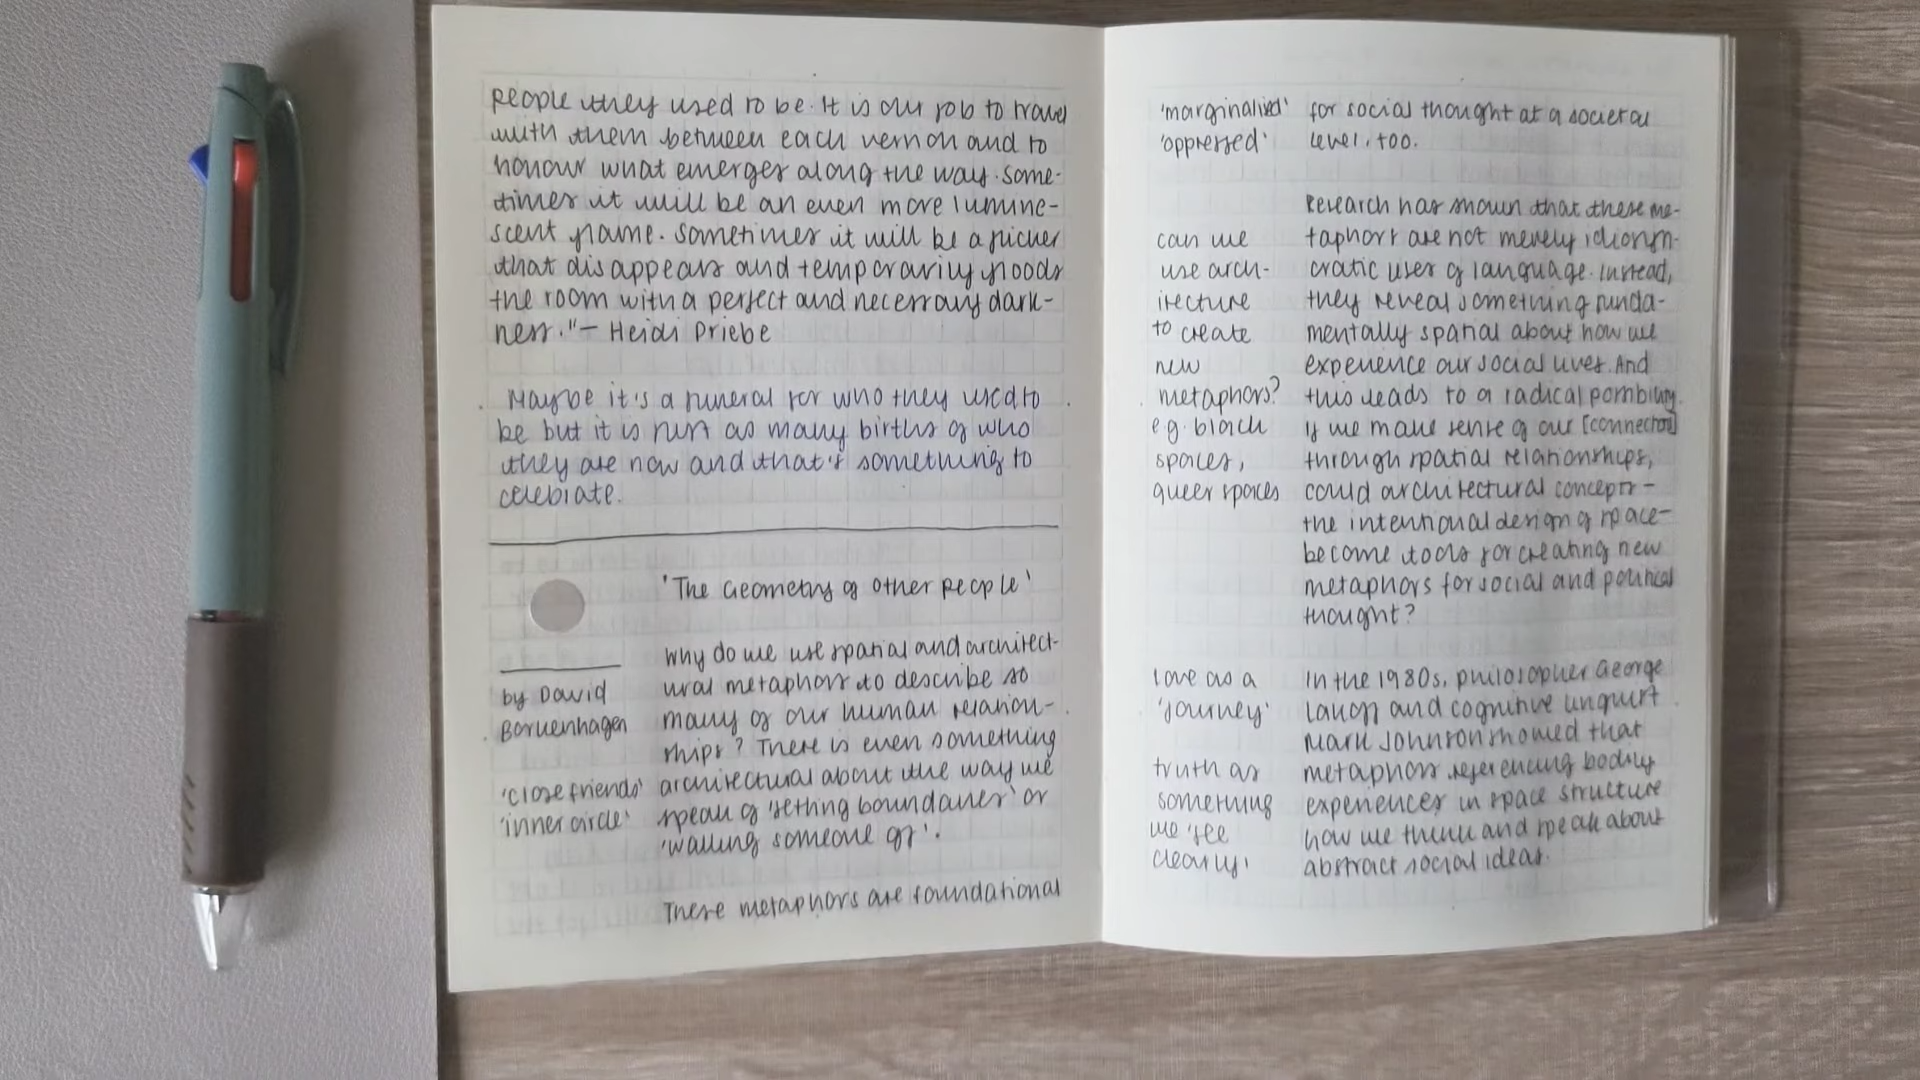 people they used to be. It is our job to travel
with them between each version and to
honour what emerges along the way. Some-
times it will be an even more lumine-
scent flame. Sometimes it will be a flicker
that disappears and temporarily floods
the room with a perfect and necessary dark-
ness." — Heidi Priebe
Maybe it's a funeral for who they used to
be but it is just as many births of who
they are now and that's something to
celebrate.
'The Geometry of Other People'
by David
Borkenhagen
Why do we use spatial and architect-
ural metaphors to describe so
many of our human relation-
ships? There is even something
architectural about the way we
speak of 'setting boundaries' or
'walling someone off'.
'close friends'
'inner circle'
These metaphors are foundational
'marginalised'
'oppressed'
for social thought at a societal
level, too.
can we
use arch-
itecture
to create
new
metaphors?
e.g. black
spaces,
queer spaces
Research has shown that these me-
taphors are not merely idiosyn-
cratic uses of language. Instead,
they reveal something funda-
mentally spatial about how we
experience our social lives. And
this leads to a radical possibility.
If we make sense of our [connection]
through spatial relationships,
could architectural concepts –
the intentional design of space –
become tools for creating new
metaphors for social and political
thought?
love as a
'journey'
truth as
something
we 'see
clearly'
In the 1980s, philosopher George
Lakoff and cognitive linguist
Mark Johnson showed that
metaphors referencing bodily
experiences in space structure
how we think and speak about
abstract social ideas.